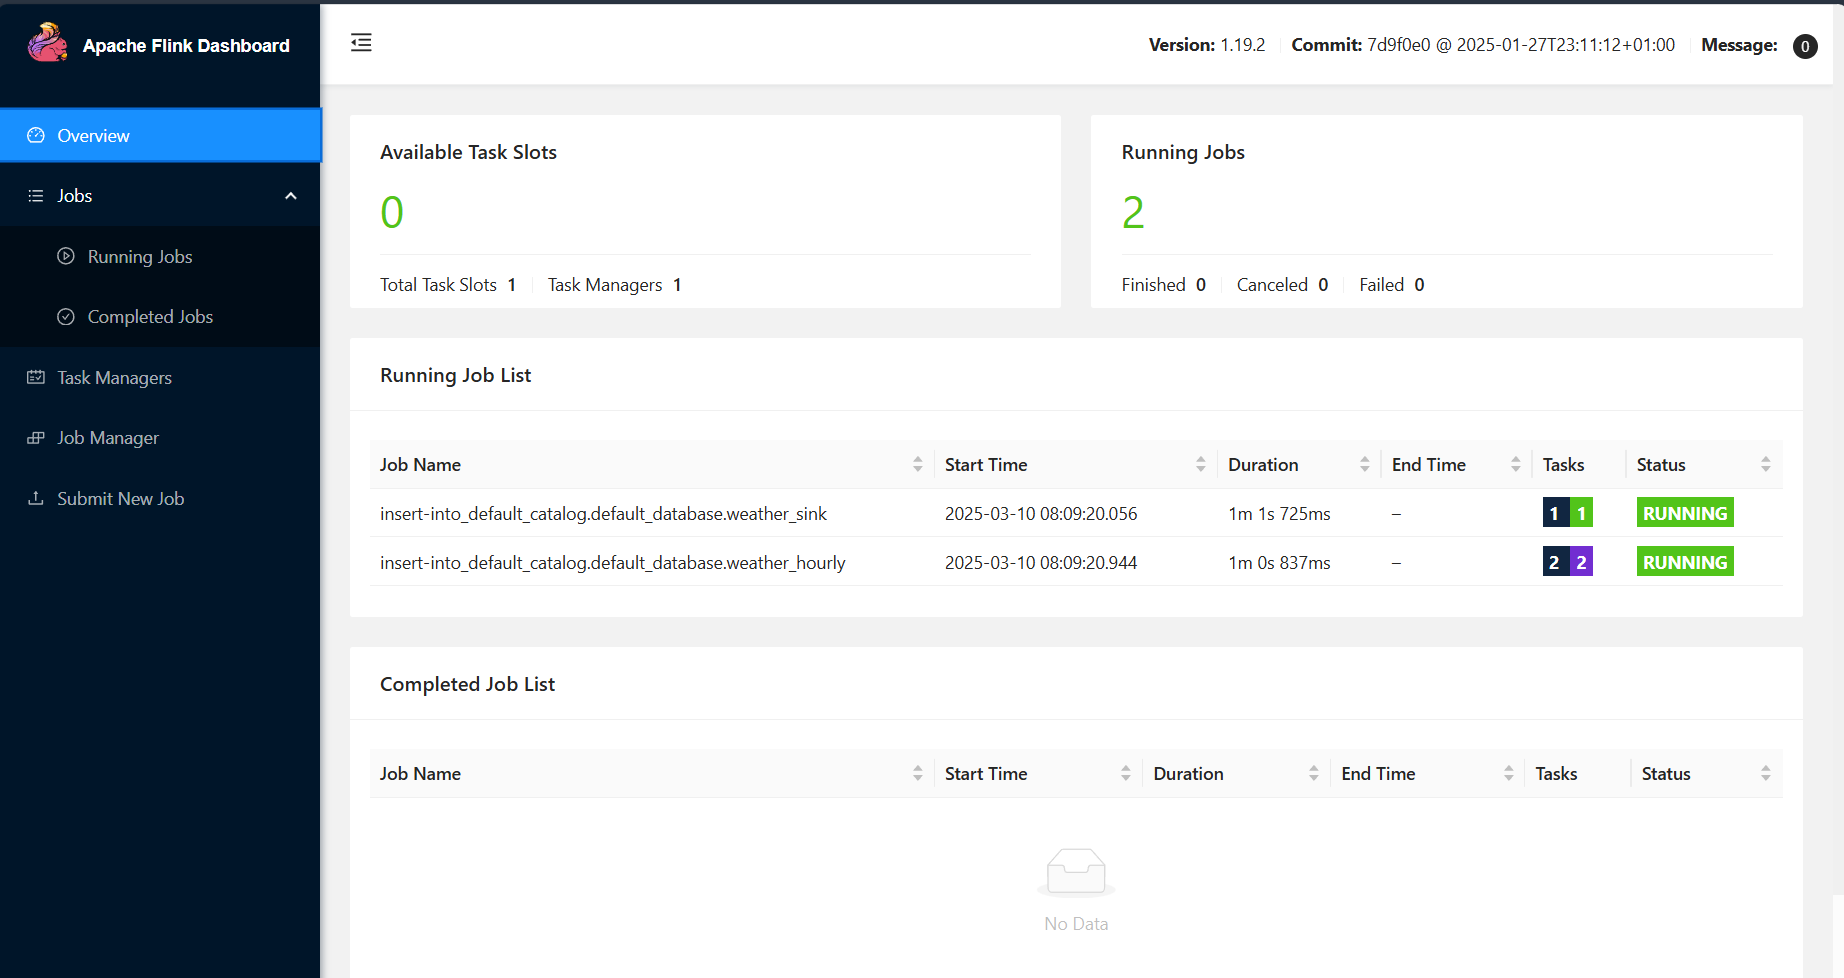 Apache Flink Dashboard
Version: 1.19.2 Commit: 7d9f0e0 @ 2025-01-27T23:11:12+01:00 Message: 0
Overview
Jobs
Running Jobs
Completed Jobs
Task Managers
Job Manager
Submit New Job
Available Task Slots
0
Total Task Slots 1 Task Managers 1
Running Jobs
2
Finished 0 Canceled 0 Failed 0
Running Job List
Job Name Start Time Duration End Time Tasks Status
insert-into_default_catalog.default_database.weather_sink 2025-03-10 08:09:20.056 1m 1s 725ms – 1 1 RUNNING
insert-into_default_catalog.default_database.weather_hourly 2025-03-10 08:09:20.944 1m 0s 837ms – 2 2 RUNNING
Completed Job List
Job Name Start Time Duration End Time Tasks Status
No Data